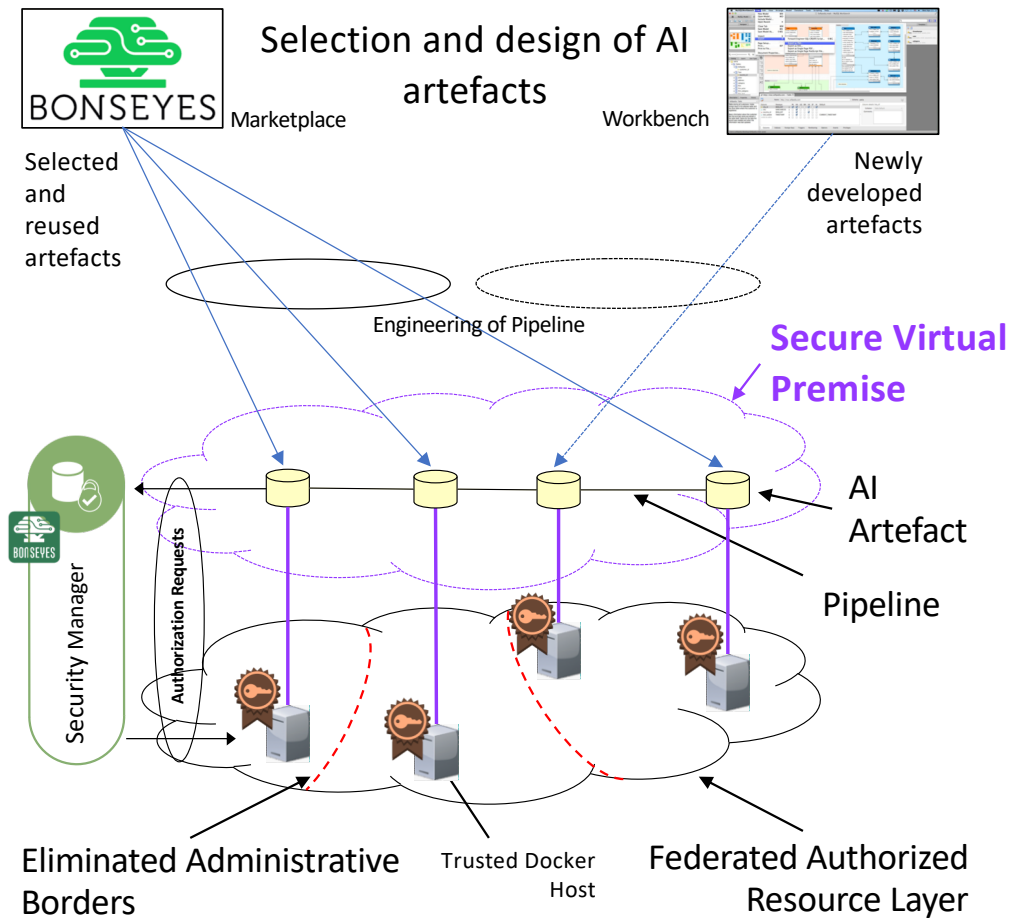 Selection and design of AI
artefacts
BONSEYES
Marketplace
Workbench
Selected
and
reused
artefacts
Newly
developed
artefacts
Engineering of Pipeline
Secure Virtual
Premise
AI
Artefact
Pipeline
BONSEYES
Security Manager
Authorization Requests
Eliminated Administrative
Borders
Trusted Docker
Host
Federated Authorized
Resource Layer